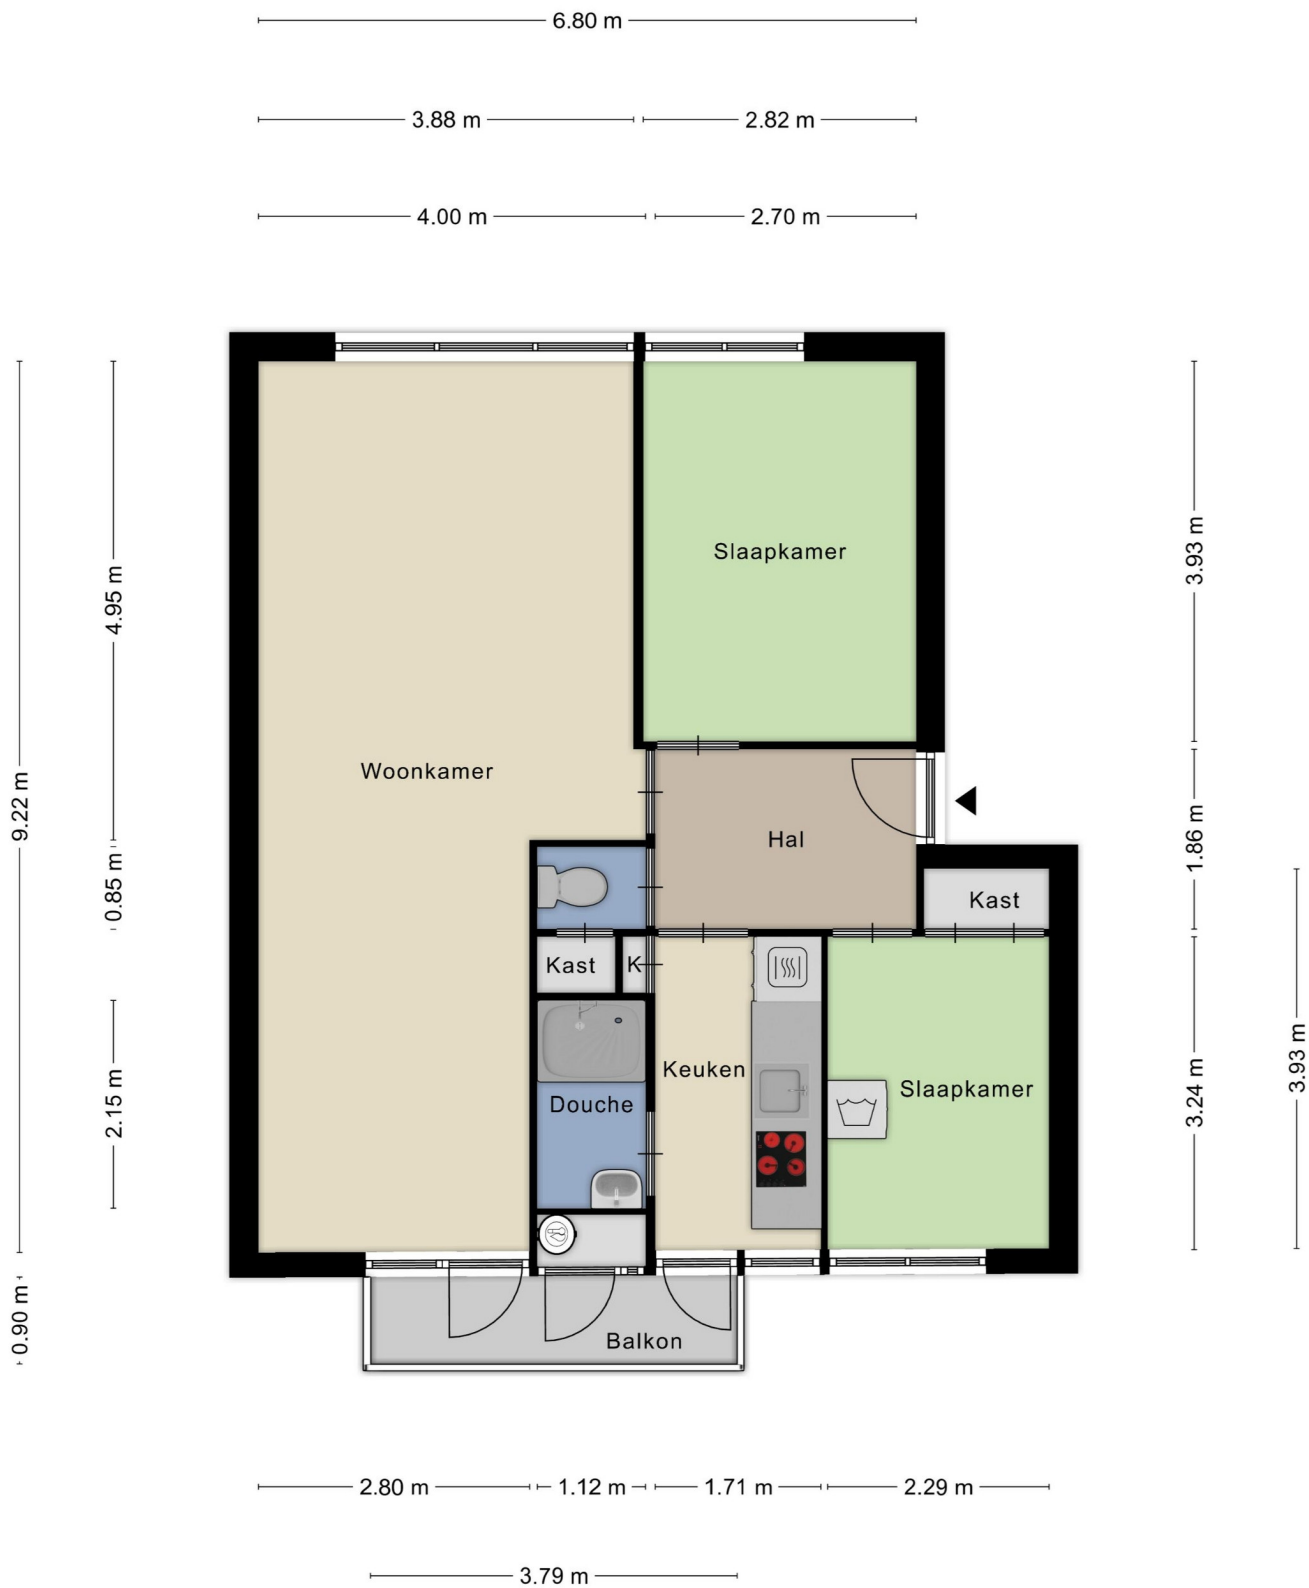 6.80 m
3.88 m
2.82 m
4.00 m
2.70 m
9.22 m
0.90 m
4.95 m
0.85 m
2.15 m
Slaapkamer
Woonkamer
Hal
Kast
Kast
K
Keuken
Slaapkamer
Douche
Balkon
3.93 m
1.86 m
3.24 m
3.93 m
2.80 m
1.12 m
1.71 m
2.29 m
3.79 m